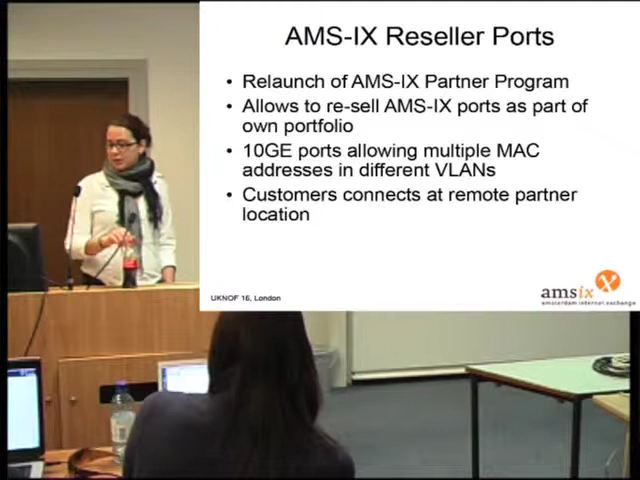 AMS-IX Reseller Ports
• Relaunch of AMS-IX Partner Program
• Allows to re-sell AMS-IX ports as part of
own portfolio
• 10GE ports allowing multiple MAC
addresses in different VLANs
• Customers connects at remote partner
location
UKNOF 16, London
amsix
amsterdam internet exchange